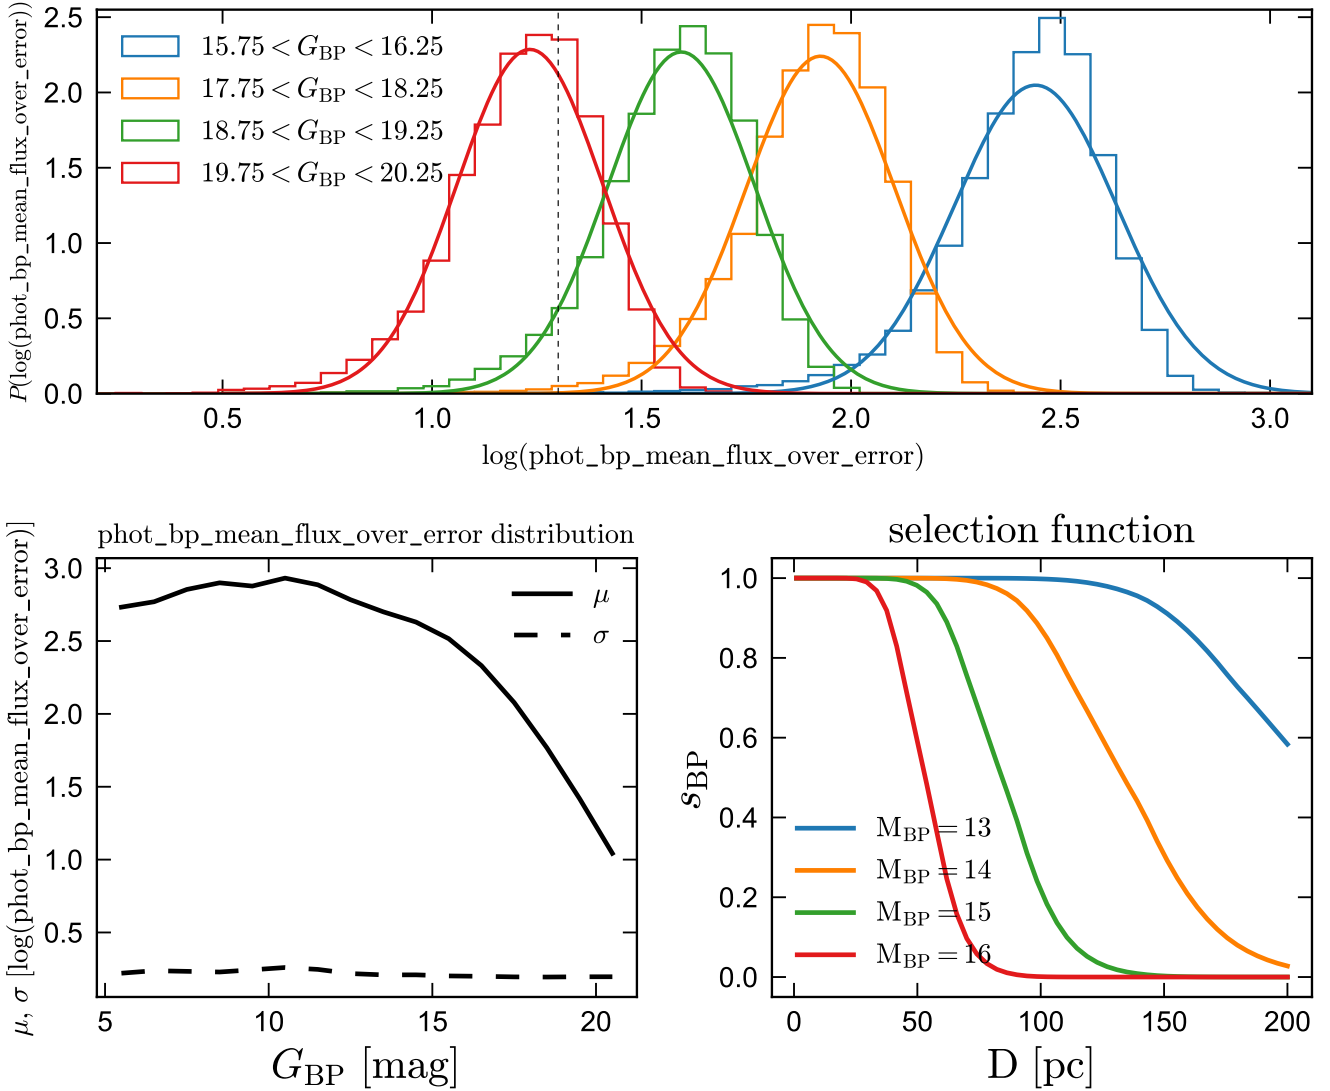 P(log(phot_bp_mean_flux_over_error))
2.5
2.0
1.5
1.0
0.5
0.0
15.75 < G_BP < 16.25
17.75 < G_BP < 18.25
18.75 < G_BP < 19.25
19.75 < G_BP < 20.25
0.5 1.0 1.5 2.0 2.5 3.0
log(phot_bp_mean_flux_over_error)
phot_bp_mean_flux_over_error distribution
μ, σ [log(phot_bp_mean_flux_over_error)]
3.0
2.5
2.0
1.5
1.0
0.5
μ
σ
5 10 15 20
G_BP [mag]
selection function
s_BP
1.0
0.8
0.6
0.4
0.2
0.0
M_BP = 13
M_BP = 14
M_BP = 15
M_BP = 16
0 50 100 150 200
D [pc]